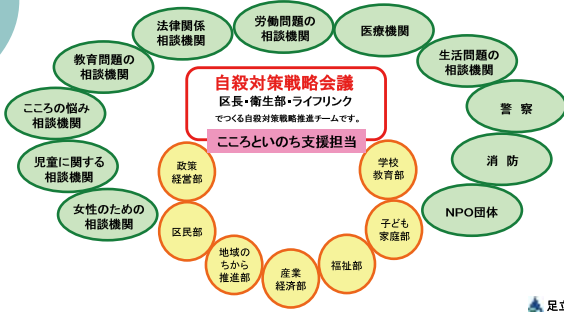 労働問題の
相談機関
法律関係
相談機関
医療機関
教育問題の
相談機関
生活問題の
相談機関
こころの悩み
相談機関
警 察
児童に関する
相談機関
消 防
女性のための
相談機関
NPO団体
自殺対策戦略会議
区長・衛生部・ライフリンク
でつくる自殺対策戦略推進チームです。
こころといのち支援担当
政策
経営部
学校
教育部
区民部
子ども
家庭部
地域の
ちから
推進部
産業
経済部
福祉部
足立